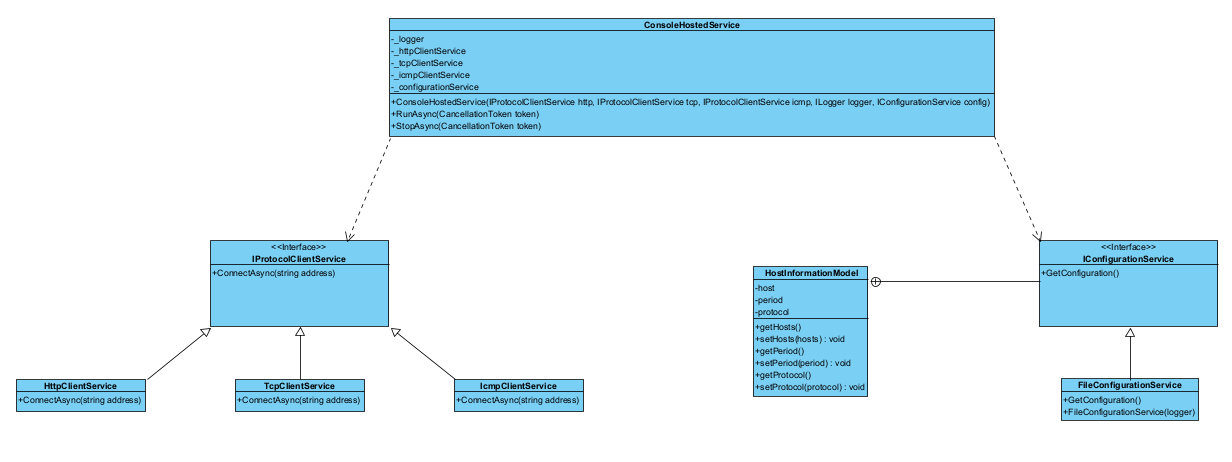 ConsoleHostedService
-_logger
-_httpClientService
-_tcpClientService
-_icmpClientService
-_configurationService
+ConsoleHostedService(IProtocolClientService http, IProtocolClientService tcp, IProtocolClientService icmp, ILogger logger, IConfigurationService config)
+RunAsync(CancellationToken token)
+StopAsync(CancellationToken token)
<<Interface>>
IProtocolClientService
+ConnectAsync(string address)
HttpClientService
+ConnectAsync(string address)
TcpClientService
+ConnectAsync(string address)
IcmpClientService
+ConnectAsync(string address)
HostInformationModel
-host
-period
-protocol
+getHosts()
+setHosts(hosts) : void
+getPeriod()
+setPeriod(period) : void
+getProtocol()
+setProtocol(protocol) : void
<<Interface>>
IConfigurationService
+GetConfiguration()
FileConfigurationService
+GetConfiguration()
+FileConfigurationService(logger)